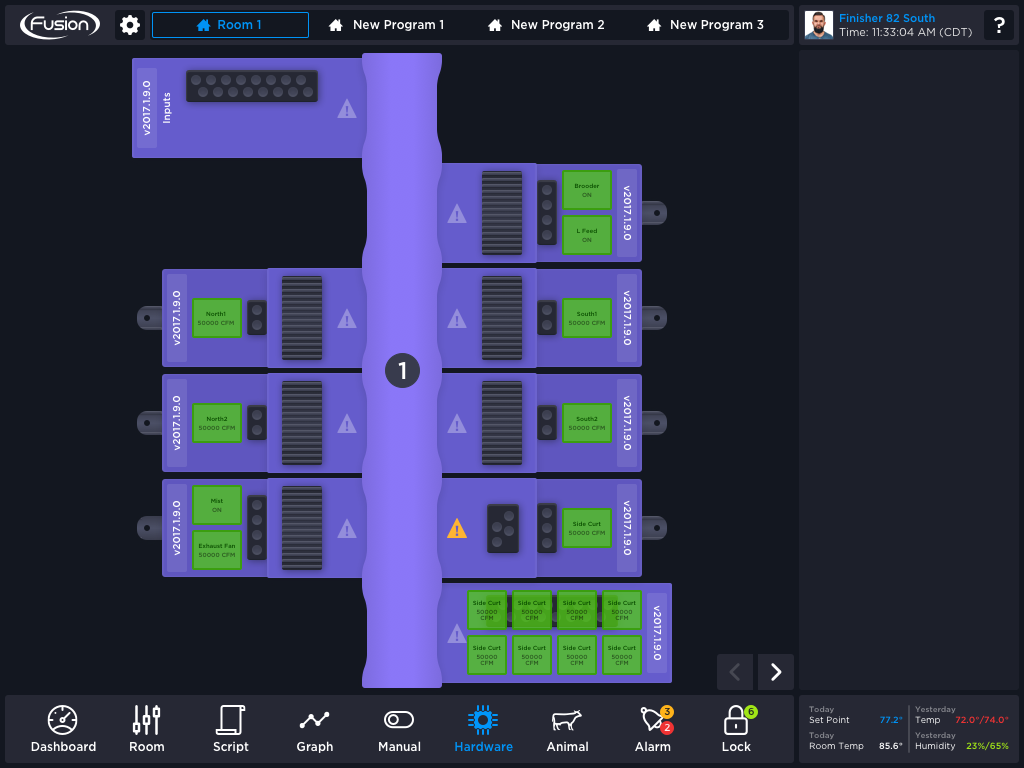 Fusion
Room 1
New Program 1
New Program 2
New Program 3
Finisher 82 South
Time: 11:33:04 AM (CDT)
?
v2017.1.9.0
Inputs
Brooder
ON
L Feed
ON
v2017.1.9.0
v2017.1.9.0
North1
50000 CFM
South1
50000 CFM
v2017.1.9.0
1
v2017.1.9.0
North2
50000 CFM
South2
50000 CFM
v2017.1.9.0
v2017.1.9.0
Mist
ON
Exhaust Fan
50000 CFM
Side Curt
50000 CFM
v2017.1.9.0
Side Curt
50000
CFM
Side Curt
50000
CFM
Side Curt
50000
CFM
Side Curt
50000
CFM
Side Curt
50000
CFM
Side Curt
50000
CFM
Side Curt
50000
CFM
Side Curt
50000
CFM
v2017.1.9.0
Dashboard
Room
Script
Graph
Manual
Hardware
Animal
3
2
Alarm
6
Lock
Today
Set Point 77.2°
Today
Room Temp 85.6°
Yesterday
Temp 72.0°/74.0°
Yesterday
Humidity 23%/65%